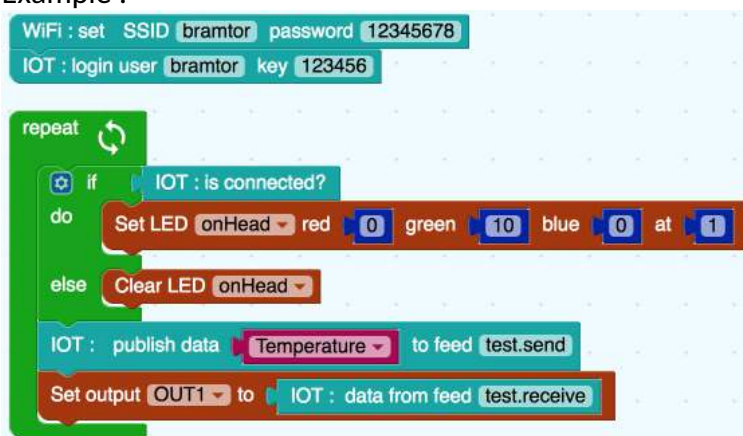 Example :
WiFi : set SSID bramtor password 12345678
IOT : login user bramtor key 123456
repeat
if IOT : is connected?
do Set LED onHead red 0 green 10 blue 0 at 1
else Clear LED onHead
IOT : publish data Temperature to feed test.send
Set output OUT1 to IOT : data from feed test.receive